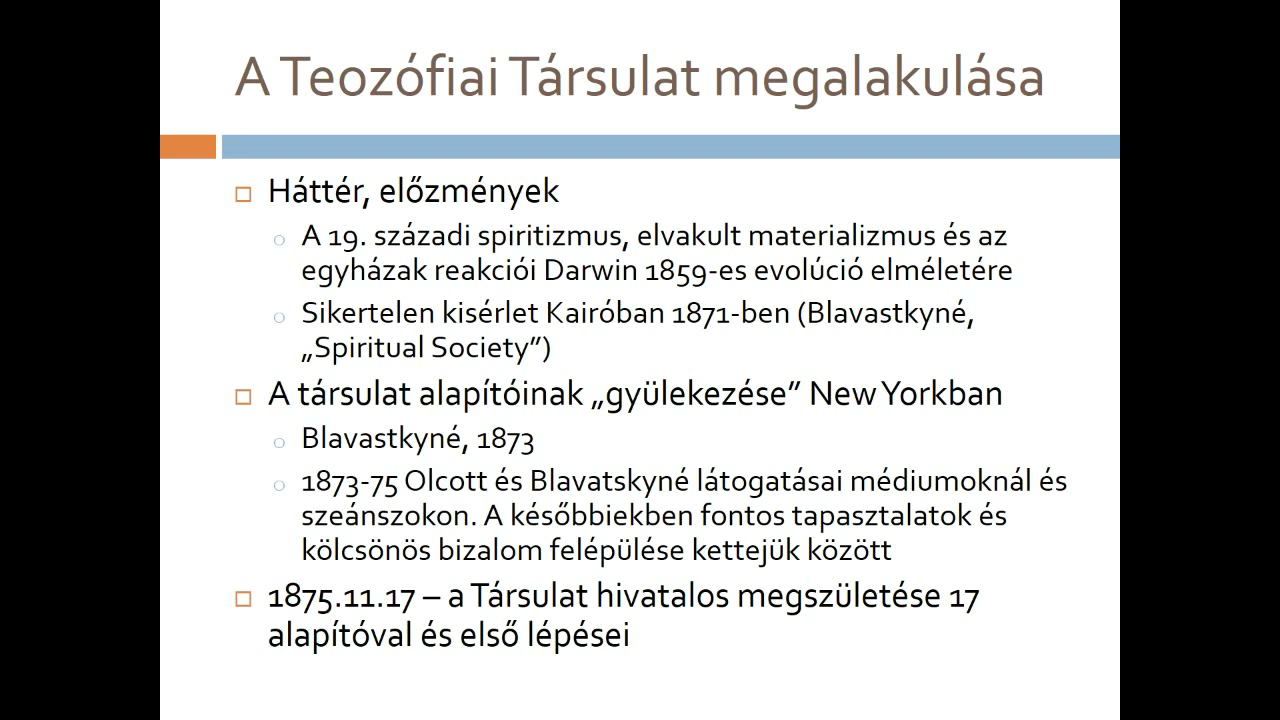 A Teozófiai Társulat megalakulása
Háttér, előzmények
A 19. századi spiritizmus, elvakult materializmus és az
egyházak reakciói Darwin 1859-es evolúció elméletére
Sikertelen kisérlet Kairóban 1871-ben (Blavastkyné,
„Spiritual Society”)
A társulat alapítóinak „gyülekezése” New Yorkban
Blavastkyné, 1873
1873-75 Olcott és Blavatskyné látogatásai médiumoknál és
szeánszokon. A későbbiekben fontos tapasztalatok és
kölcsönös bizalom felépülése kettejük között
1875.11.17 – a Társulat hivatalos megszületése 17
alapítóval és első lépései